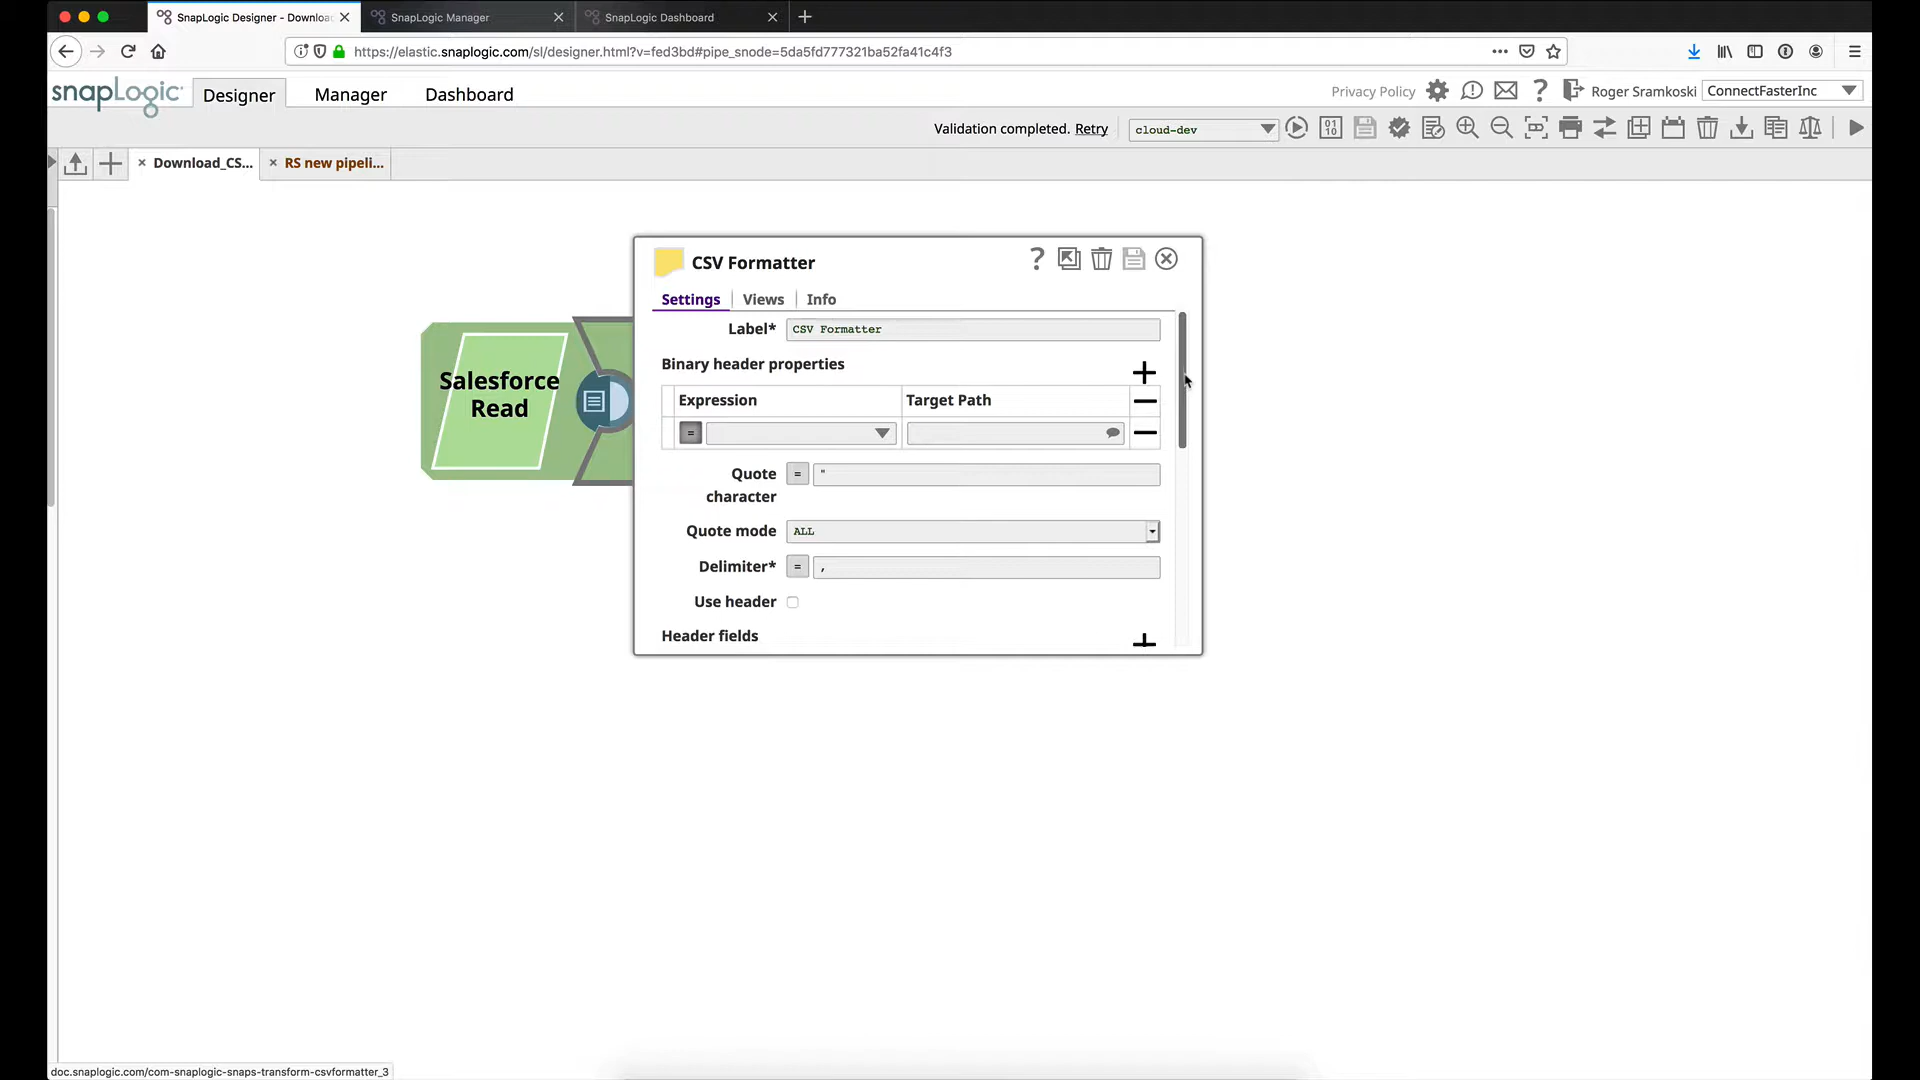 SnapLogic Designer - Downloa
SnapLogic Manager
SnapLogic Dashboard
https://elastic.snaplogic.com/sl/designer.html?v=fed3bd#pipe_snode=5da5fd777321ba52fa41c4f3
snapLogic
Designer
Manager
Dashboard
Privacy Policy
Roger Sramkoski
ConnectFasterInc
Validation completed. Retry
cloud-dev
Download_CS...
RS new pipeli...
Salesforce
Read
CSV Formatter
Settings
Views
Info
Label*
CSV Formatter
Binary header properties
Expression
Target Path
=
Quote
character
=
"
Quote mode
ALL
Delimiter*
=
,
Use header
Header fields
doc.snaplogic.com/com-snaplogic-snaps-transform-csvformatter_3